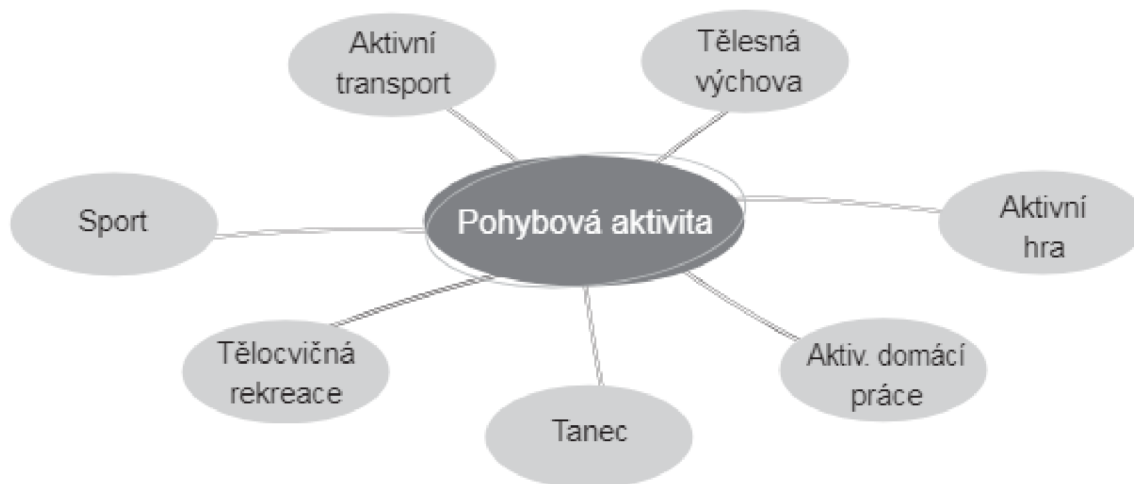 Aktivní
transport
Tělesná
výchova
Sport
Pohybová aktivita
Aktivní
hra
Tělocvičná
rekreace
Tanec
Aktiv. domácí
práce